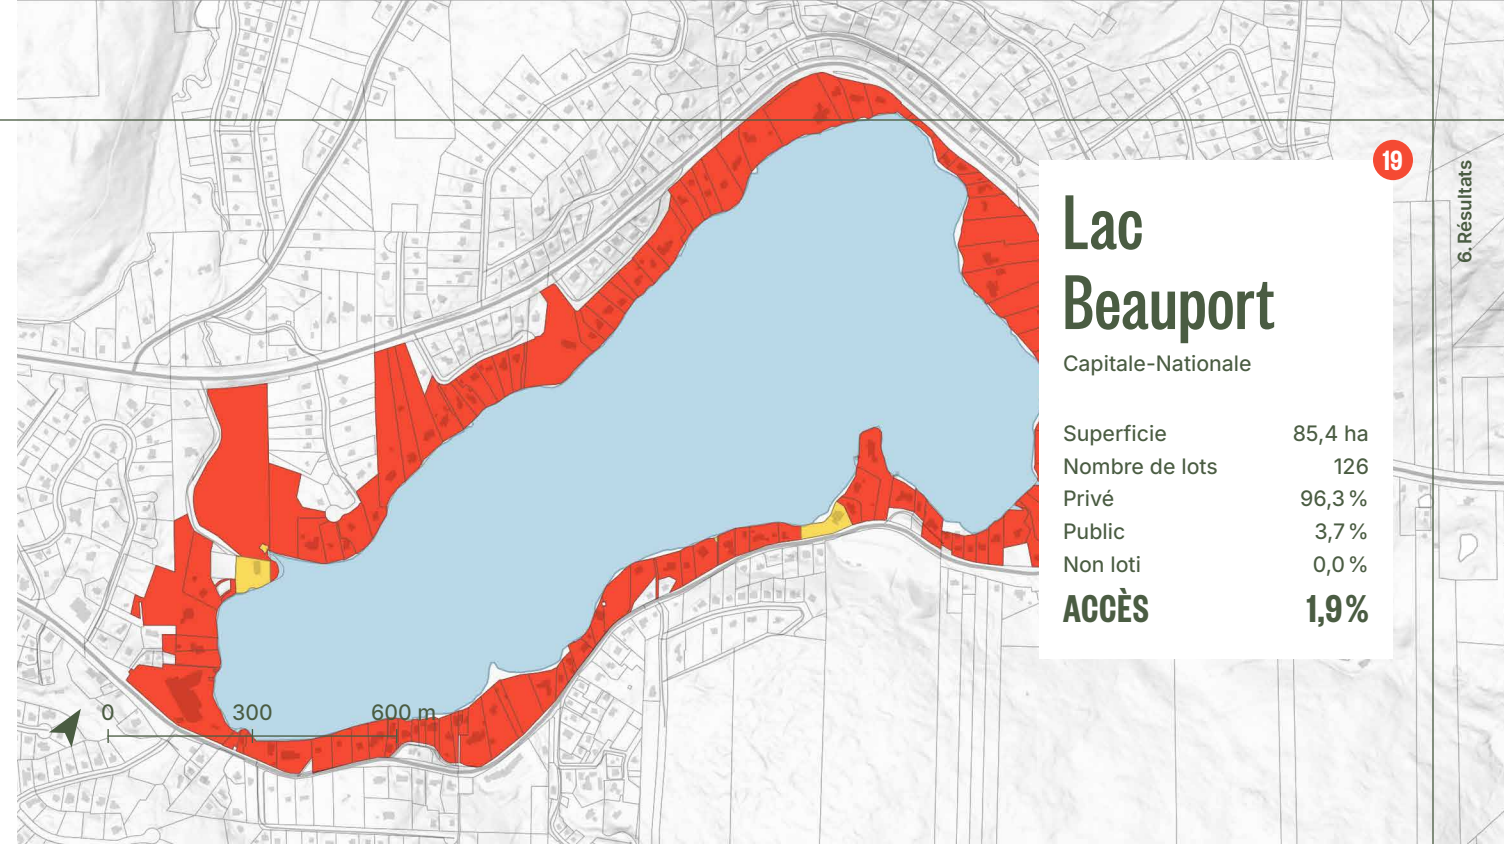 19
6. Résultats
Lac
Beauport
Capitale-Nationale
Superficie 85,4 ha
Nombre de lots 126
Privé 96,3 %
Public 3,7 %
Non loti 0,0 %
ACCÈS 1,9 %
0 300 600 m